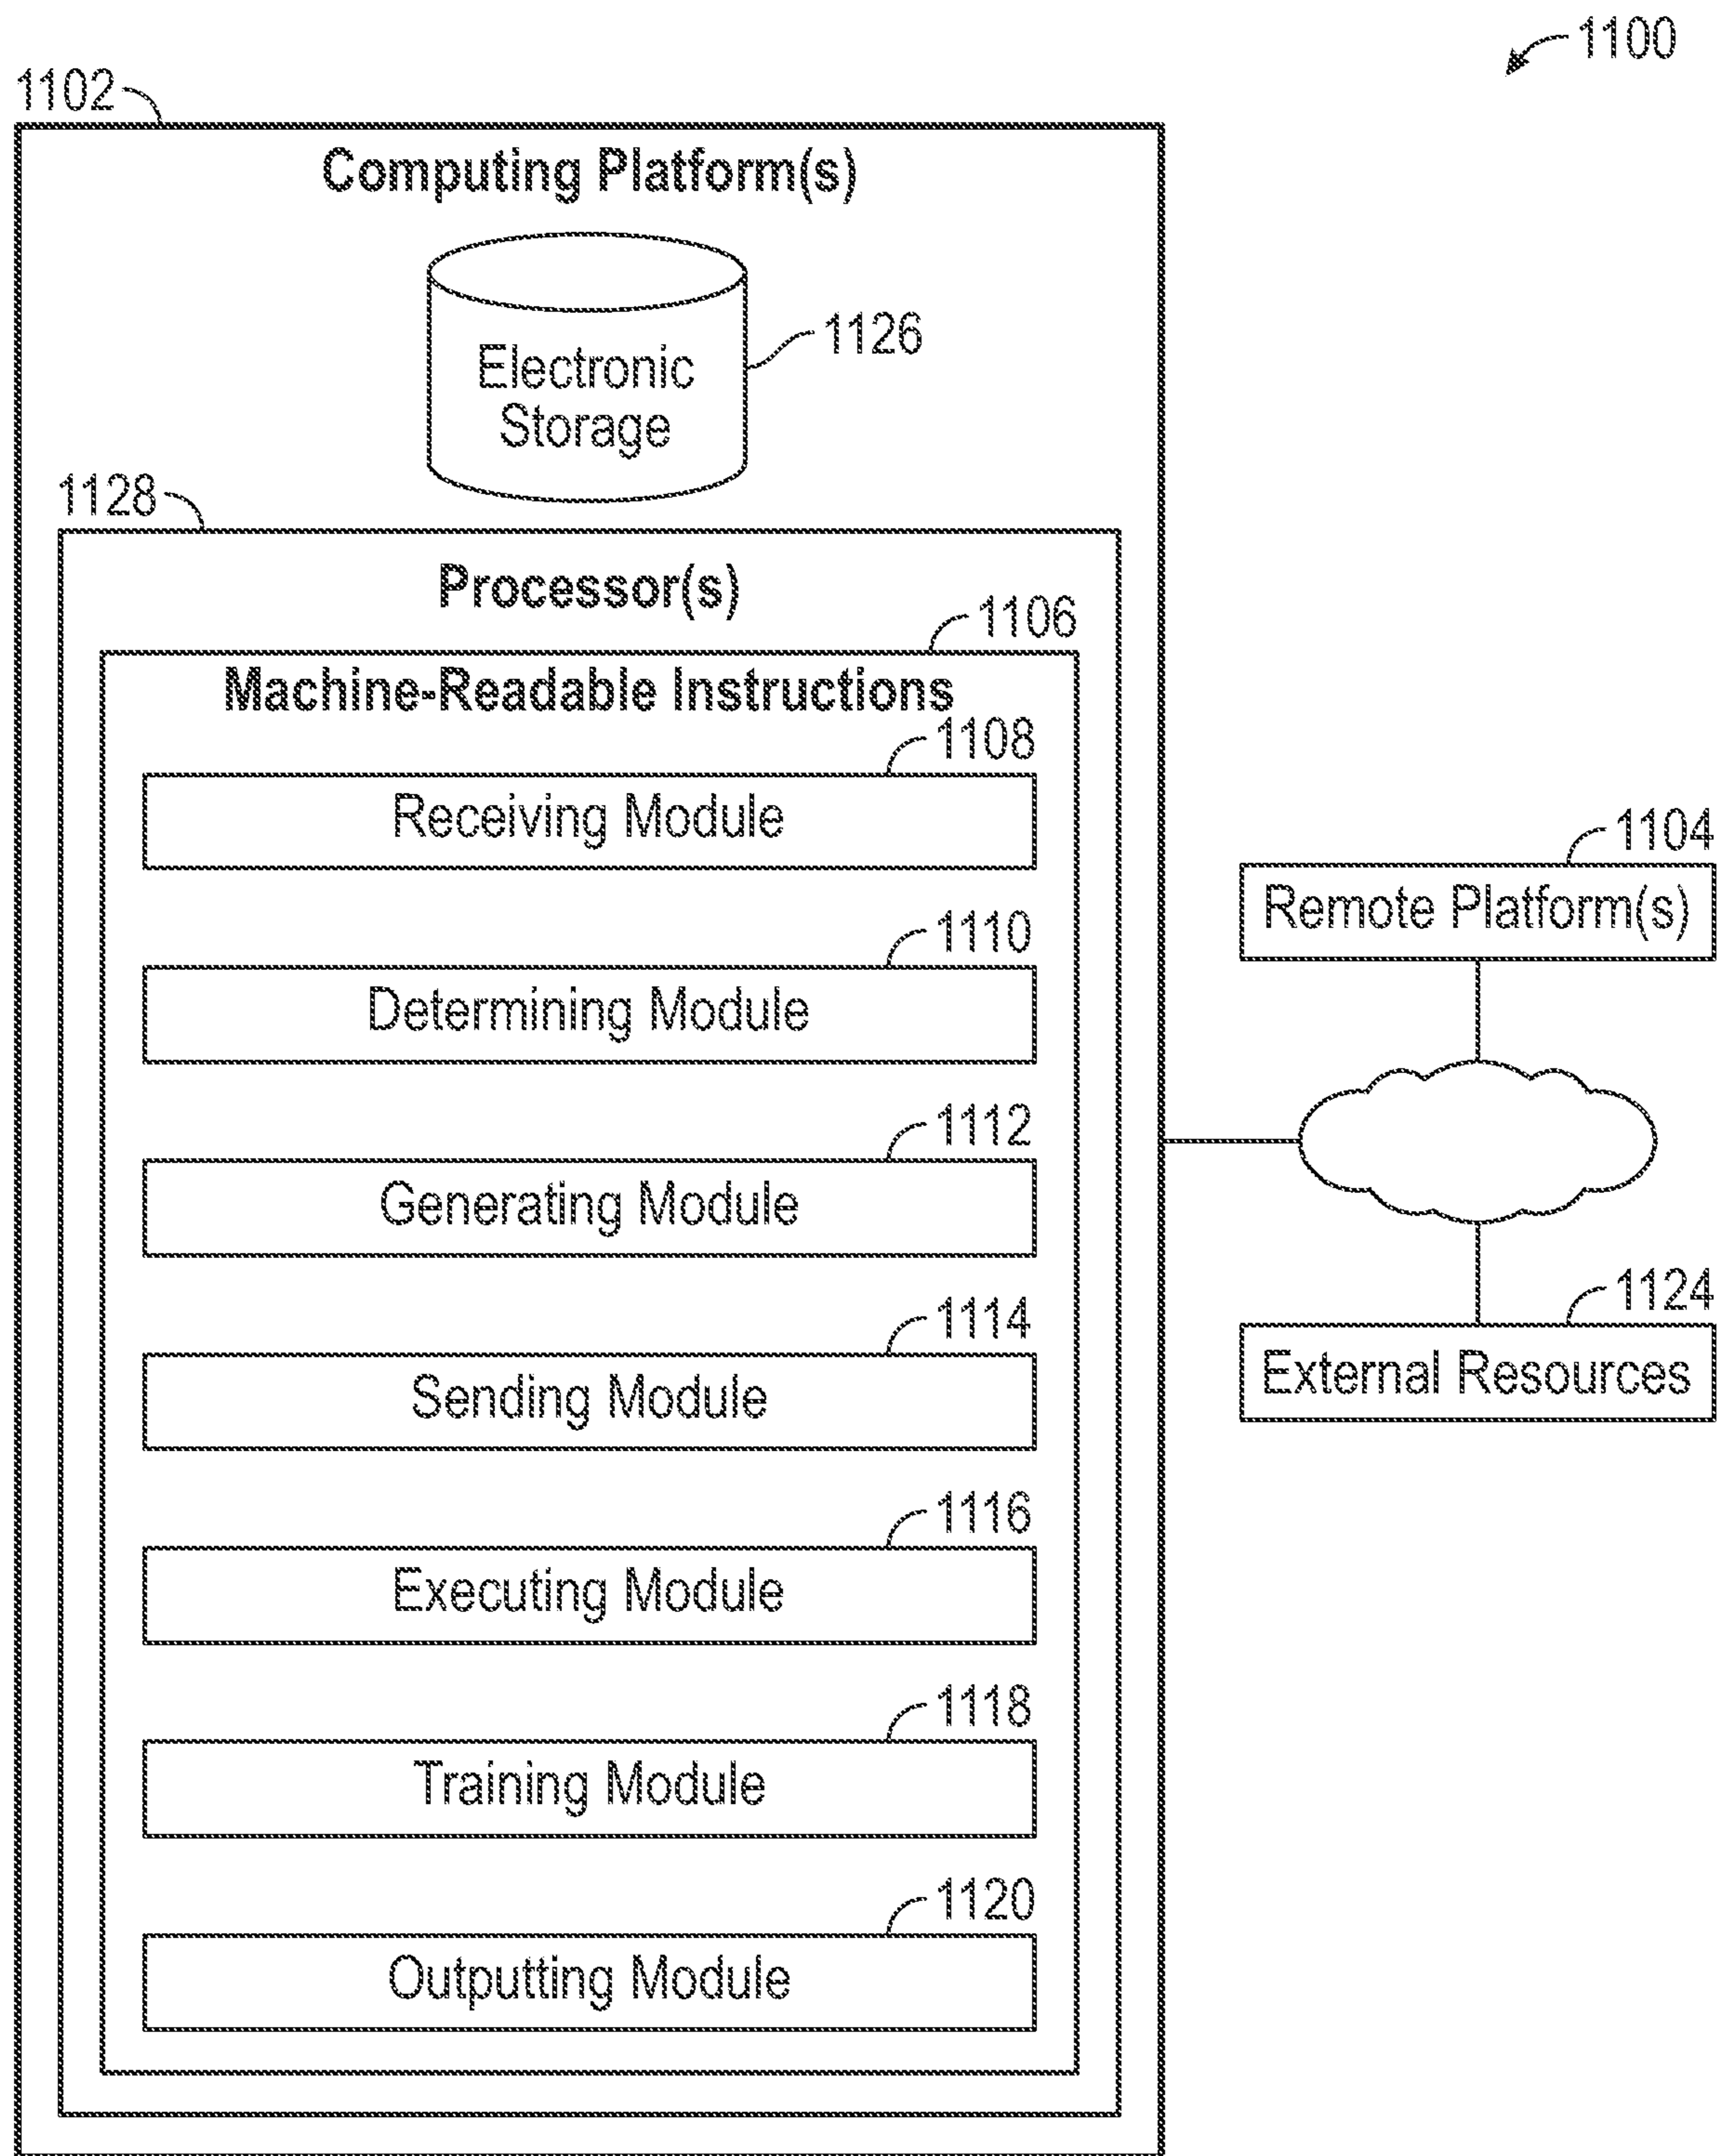 1100
1102
Computing Platform(s)
Electronic
Storage
1126
1128
Processor(s)
1106
Machine-Readable Instructions
1108
Receiving Module
1110
Determining Module
1112
Generating Module
1114
Sending Module
1116
Executing Module
1118
Training Module
1120
Outputting Module
1104
Remote Platform(s)
1124
External Resources